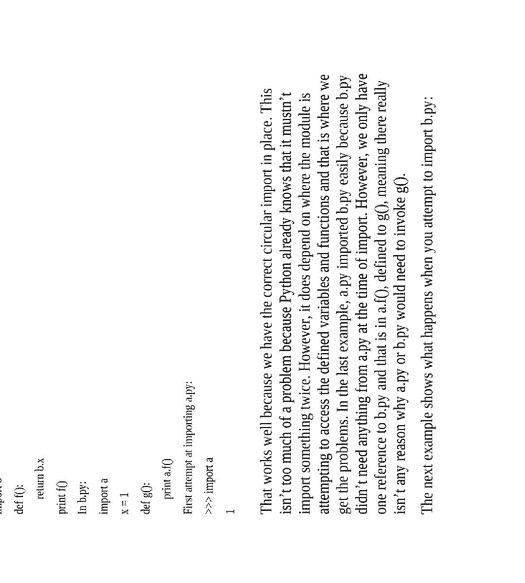 def f():
return b.x
print f()
In b.py:
import a
x = 1
def g():
print a.f()
First attempt at importing a.py:
>>> import a
1
That works well because we have the correct circular import in place. This
isn't too much of a problem because Python already knows that it mustn't
import something twice. However, it does depend on where the module is
attempting to access the defined variables and functions and that is where we
get the problems. In the last example, a.py imported b.py easily because b.py
didn't need anything from a.py at the time of import. However, we only have
one reference to b.py and that is in a.f(), defined to g(), meaning there really
isn't any reason why a.py or b.py would need to invoke g().
The next example shows what happens when you attempt to import b.py: